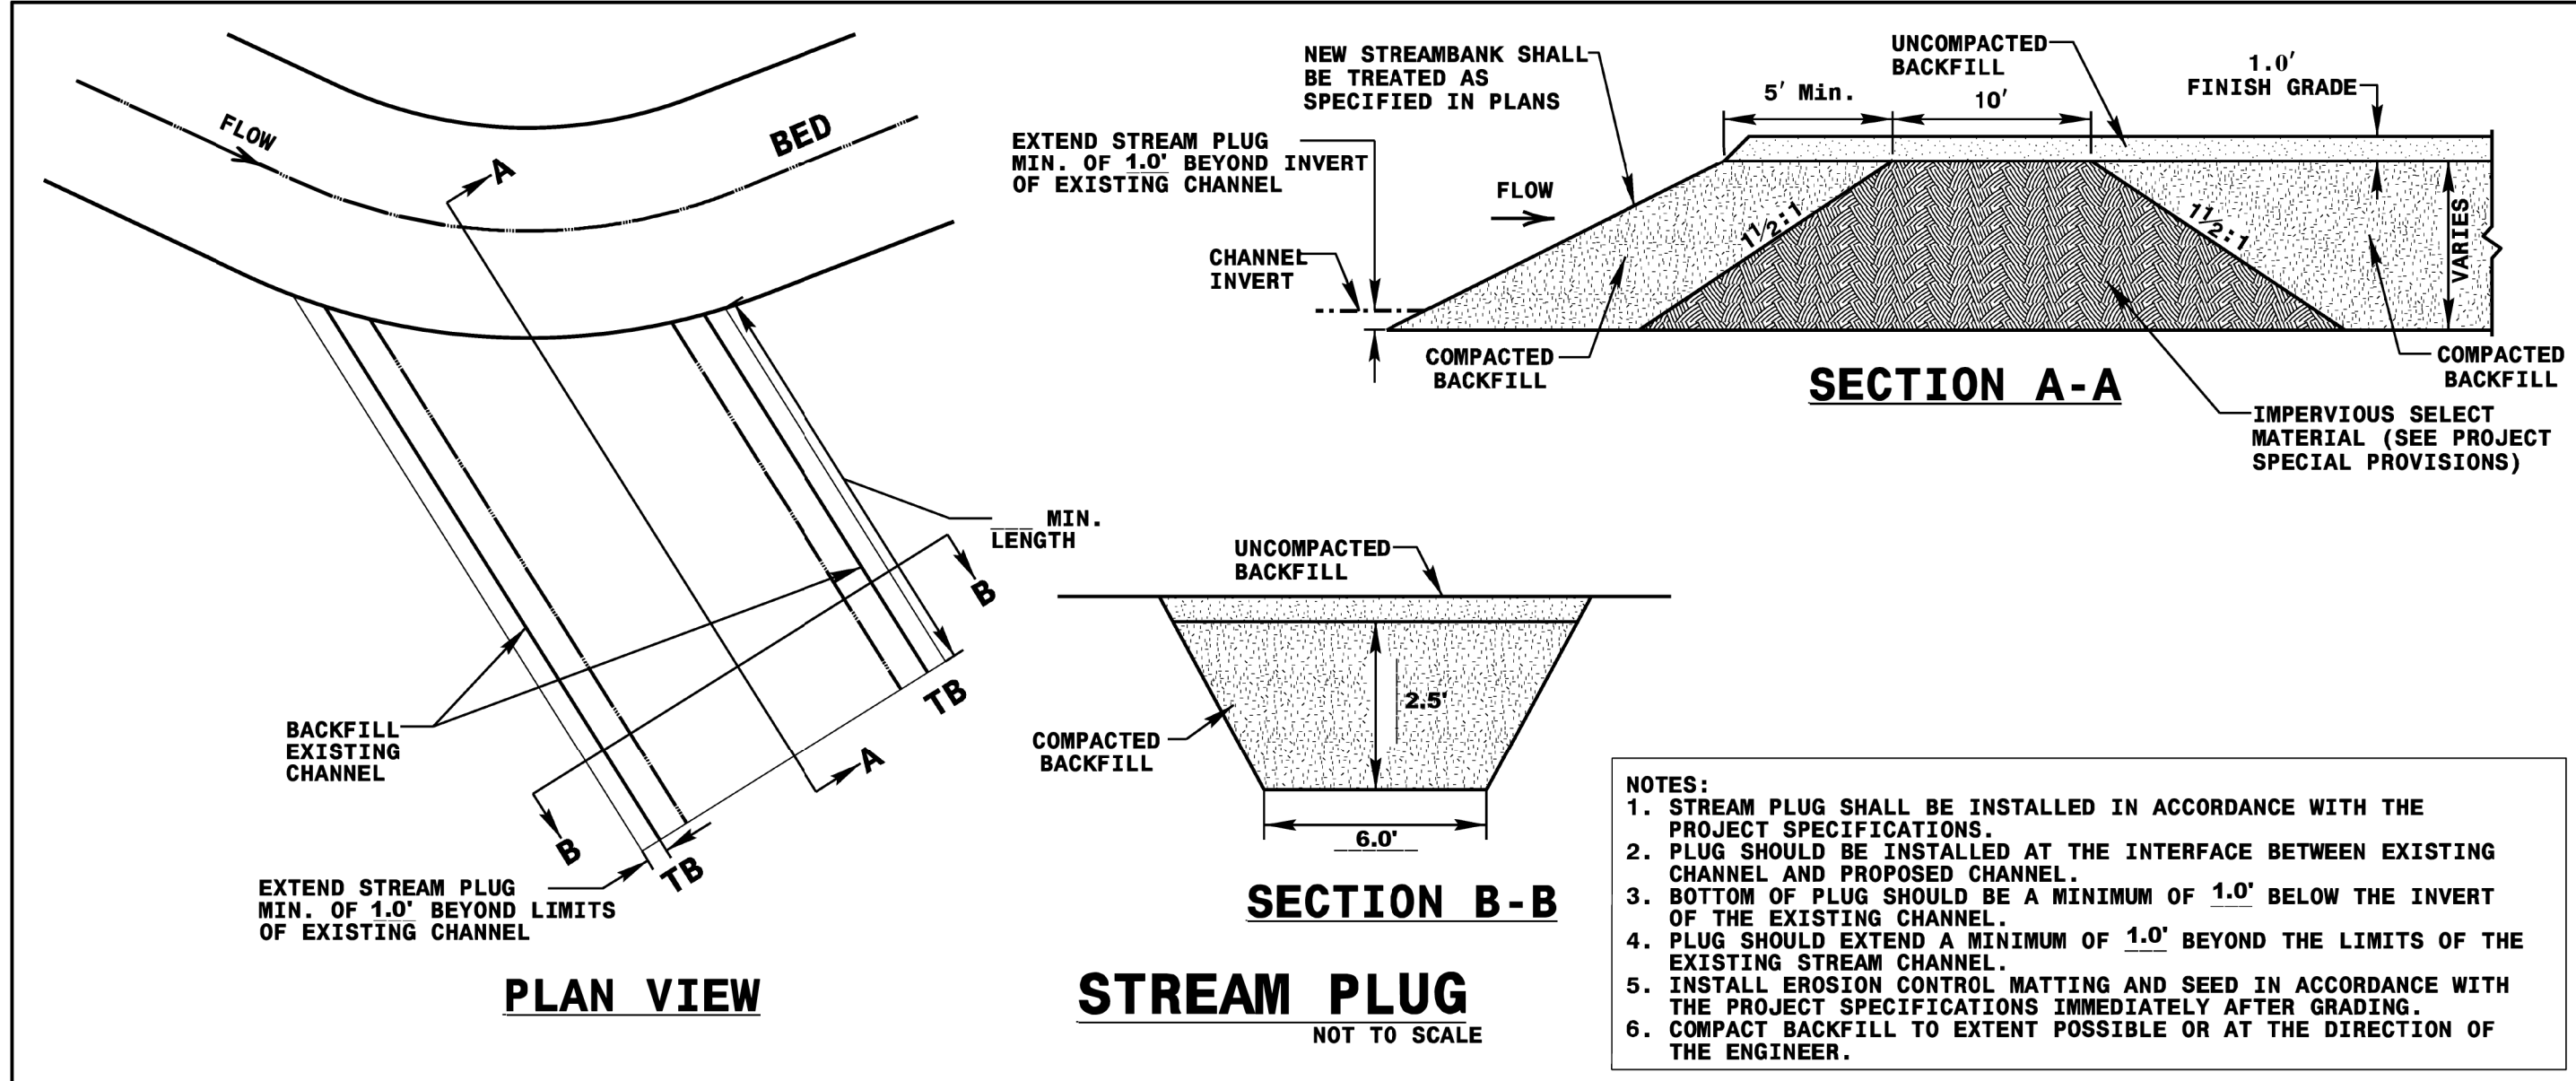 FLOW
BED
A
MIN.
LENGTH
B
BACKFILL
EXISTING
CHANNEL
TB
A
B
TB
EXTEND STREAM PLUG
MIN. OF 1.0' BEYOND LIMITS
OF EXISTING CHANNEL
PLAN VIEW
NEW STREAMBANK SHALL
BE TREATED AS
SPECIFIED IN PLANS
UNCOMPACTED
BACKFILL
1.0'
FINISH GRADE
5' Min.
10'
EXTEND STREAM PLUG
MIN. OF 1.0' BEYOND INVERT
OF EXISTING CHANNEL
FLOW
CHANNEL
INVERT
1 1/2:1
1 1/2:1
VARIES
COMPACTED
BACKFILL
COMPACTED
BACKFILL
SECTION A-A
IMPERVIOUS SELECT
MATERIAL (SEE PROJECT
SPECIAL PROVISIONS)
UNCOMPACTED
BACKFILL
2.5'
COMPACTED
BACKFILL
6.0'
SECTION B-B
STREAM PLUG
NOT TO SCALE
NOTES:
1. STREAM PLUG SHALL BE INSTALLED IN ACCORDANCE WITH THE
PROJECT SPECIFICATIONS.
2. PLUG SHOULD BE INSTALLED AT THE INTERFACE BETWEEN EXISTING
CHANNEL AND PROPOSED CHANNEL.
3. BOTTOM OF PLUG SHOULD BE A MINIMUM OF 1.0' BELOW THE INVERT
OF THE EXISTING CHANNEL.
4. PLUG SHOULD EXTEND A MINIMUM OF 1.0' BEYOND THE LIMITS OF THE
EXISTING STREAM CHANNEL.
5. INSTALL EROSION CONTROL MATTING AND SEED IN ACCORDANCE WITH
THE PROJECT SPECIFICATIONS IMMEDIATELY AFTER GRADING.
6. COMPACT BACKFILL TO EXTENT POSSIBLE OR AT THE DIRECTION OF
THE ENGINEER.